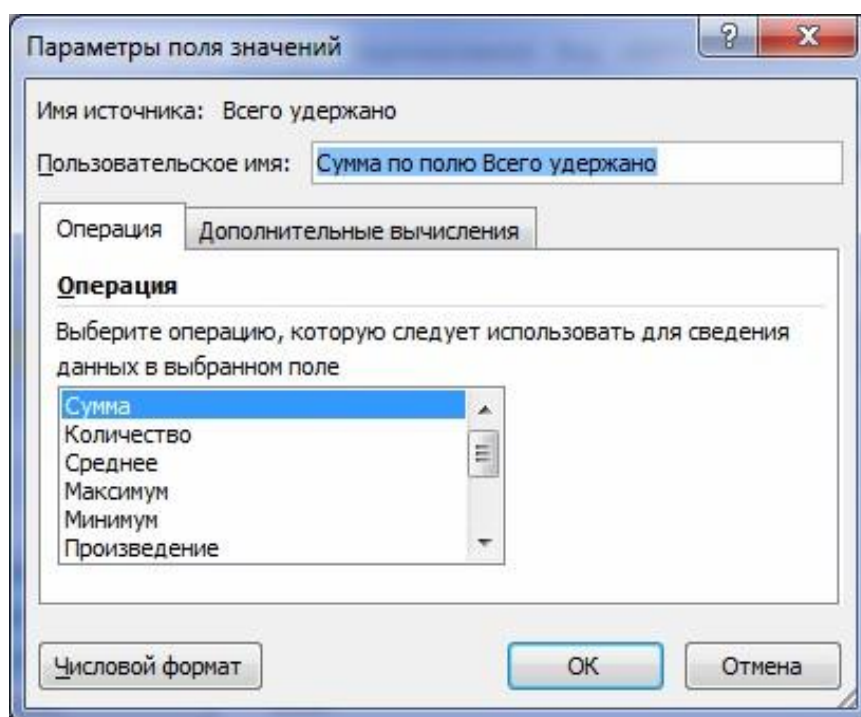 Параметры поля значений
Имя источника: Всего удержано
Пользовательское имя: Сумма по полю Всего удержано
Операция Дополнительные вычисления
Операция
Выберите операцию, которую следует использовать для сведения
данных в выбранном поле
Сумма
Количество
Среднее
Максимум
Минимум
Произведение
Числовой формат ОК Отмена